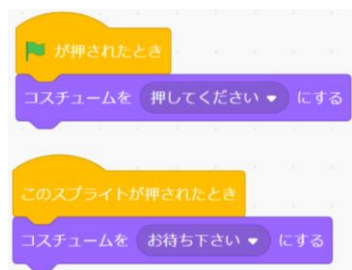 が押されたとき
コスチュームを 押してください にする
このスプライトが押されたとき
コスチュームを お待ち下さい にする